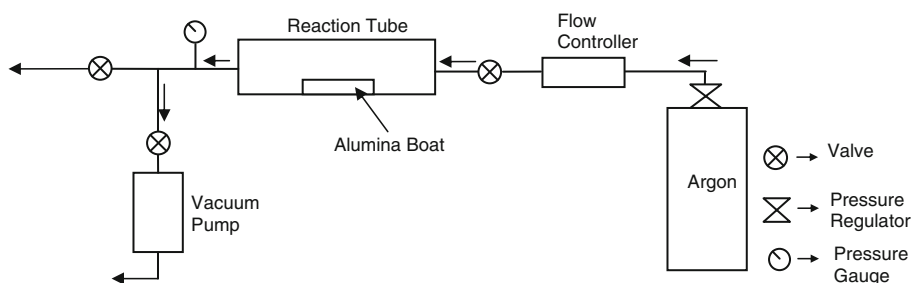 Reaction Tube
Flow
Controller
Alumina Boat
Vacuum
Pump
Argon
Valve
Pressure
Regulator
Pressure
Gauge